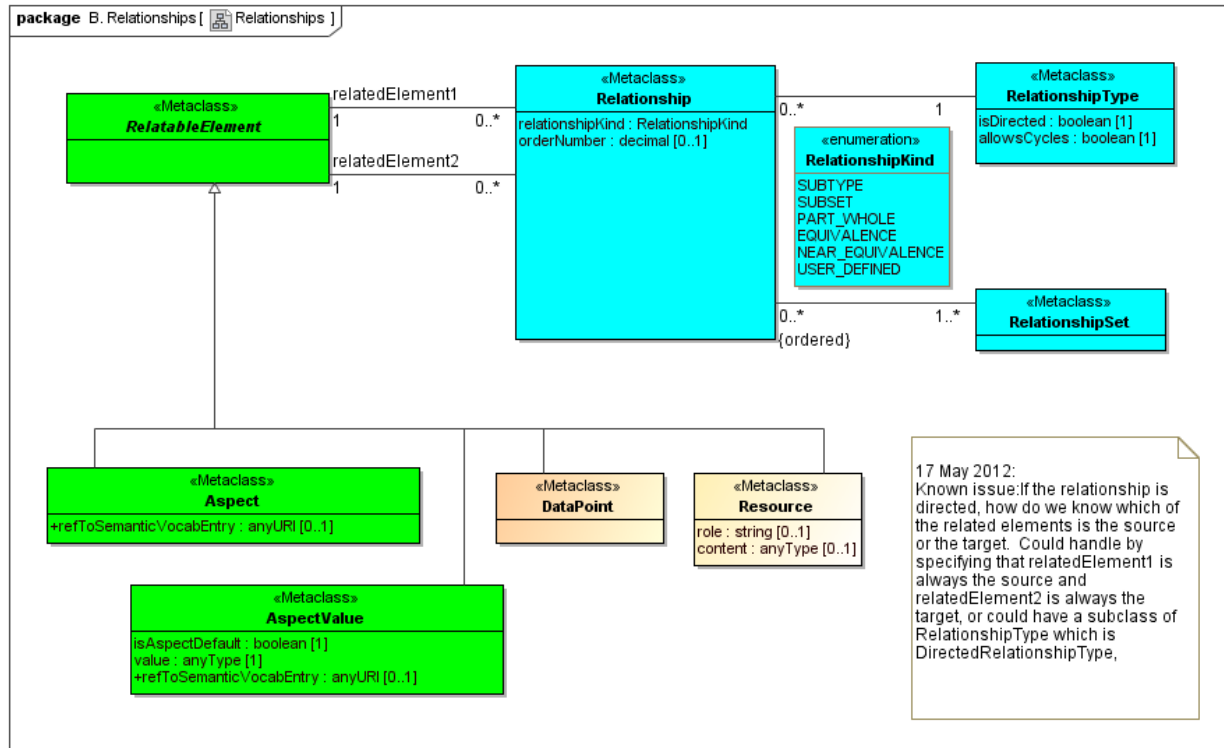 package B. Relationships [ Relationships ]
«Metaclass»
RelatableElement
relatedElement1
1
0..*
relatedElement2
1
0..*
«Metaclass»
Relationship
relationshipKind : RelationshipKind
orderNumber : decimal [0..1]
0..*
1
«Metaclass»
RelationshipType
isDirected : boolean [1]
allowsCycles : boolean [1]
«enumeration»
RelationshipKind
SUBTYPE
SUBSET
PART_WHOLE
EQUIVALENCE
NEAR_EQUIVALENCE
USER_DEFINED
0..*
1..*
{ordered}
«Metaclass»
RelationshipSet
«Metaclass»
Aspect
+refToSemanticVocabEntry : anyURI [0..1]
«Metaclass»
DataPoint
«Metaclass»
Resource
role : string [0..1]
content : anyType [0..1]
«Metaclass»
AspectValue
isAspectDefault : boolean [1]
value : anyType [1]
+refToSemanticVocabEntry : anyURI [0..1]
17 May 2012:
Known issue:If the relationship is
directed, how do we know which of
the related elements is the source
or the target.  Could handle by
specifying that relatedElement1 is
always the source and
relatedElement2 is always the
target, or could have a subclass of
RelationshipType which is
DirectedRelationshipType,